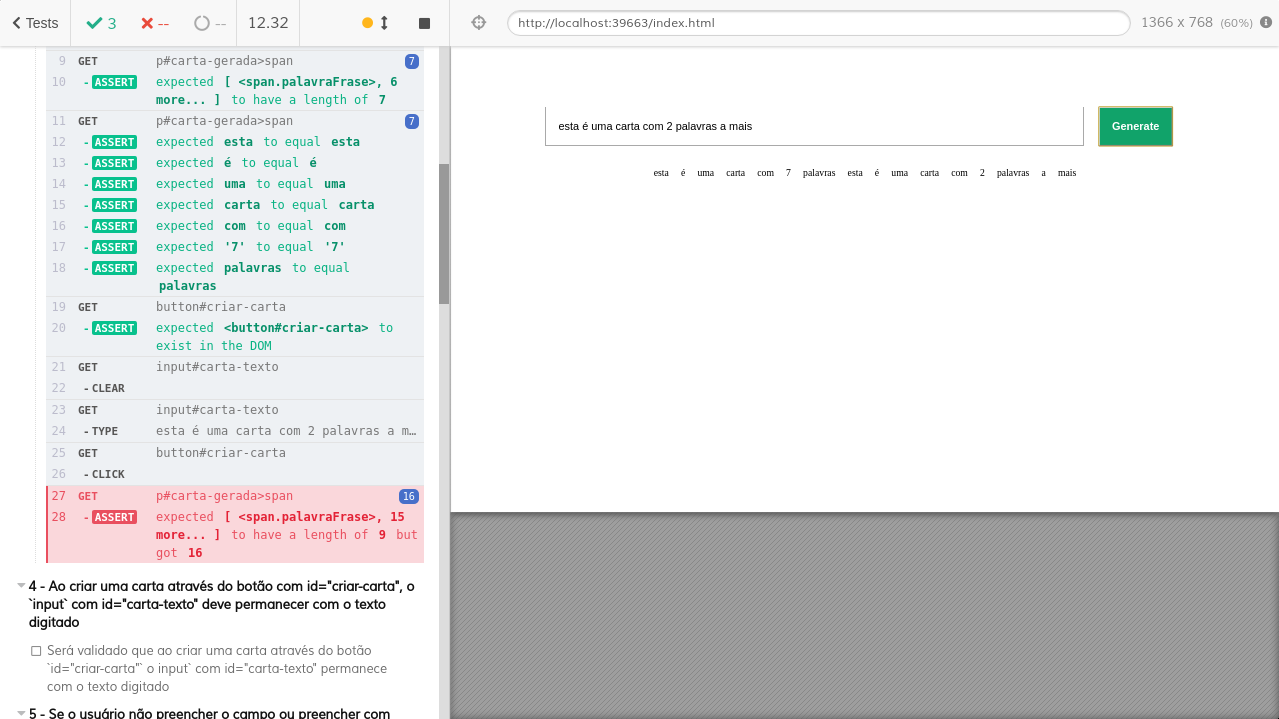 Tests 3 -- -- 12.32
http://localhost:39663/index.html 1366 x 768 (60%)
9 GET p#carta-gerada>span 7
10 -ASSERT expected [ <span.palavraFrase>, 6
more... ] to have a length of 7
11 GET p#carta-gerada>span 7
12 -ASSERT expected esta to equal esta
13 -ASSERT expected é to equal é
14 -ASSERT expected uma to equal uma
15 -ASSERT expected carta to equal carta
16 -ASSERT expected com to equal com
17 -ASSERT expected '7' to equal '7'
18 -ASSERT expected palavras to equal
palavras
19 GET button#criar-carta
20 -ASSERT expected <button#criar-carta> to
exist in the DOM
21 GET input#carta-texto
22 -CLEAR
23 GET input#carta-texto
24 -TYPE esta é uma carta com 2 palavras a m…
25 GET button#criar-carta
26 -CLICK
27 GET p#carta-gerada>span 16
28 -ASSERT expected [ <span.palavraFrase>, 15
more... ] to have a length of 9 but
got 16
4 - Ao criar uma carta através do botão com id="criar-carta", o
`input` com id="carta-texto" deve permanecer com o texto
digitado
Será validado que ao criar uma carta através do botão
`id="criar-carta"` o input` com id="carta-texto" permanece
com o texto digitado
5 - Se o usuário não preencher o campo ou preencher com
esta é uma carta com 2 palavras a mais
Generate
esta é uma carta com 7 palavras esta é uma carta com 2 palavras a mais